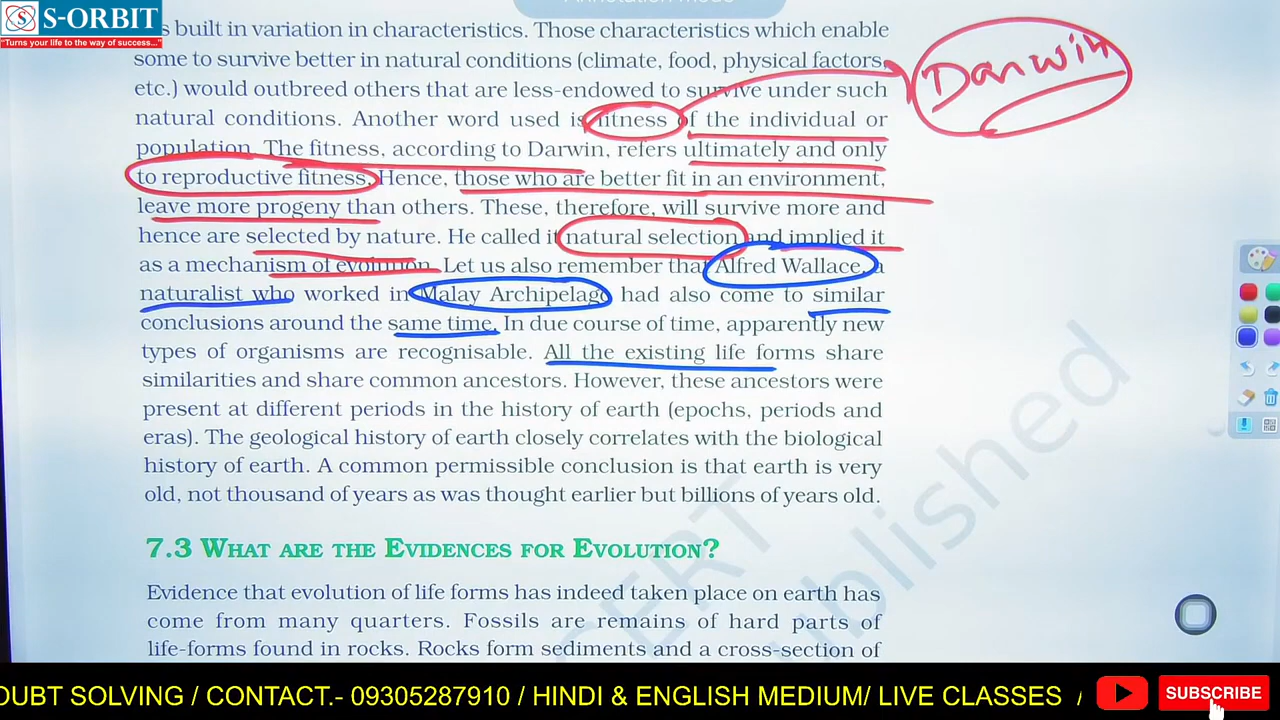 Annotation mode
S-ORBIT
"Turns your life to the way of success..."
s built in variation in characteristics. Those characteristics which enable
some to survive better in natural conditions (climate, food, physical factors,
etc.) would outbreed others that are less-endowed to survive under such
natural conditions. Another word used is fitness of the individual or
population. The fitness, according to Darwin, refers ultimately and only
to reproductive fitness. Hence, those who are better fit in an environment,
leave more progeny than others. These, therefore, will survive more and
hence are selected by nature. He called it natural selection and implied it
as a mechanism of evolution. Let us also remember that Alfred Wallace, a
naturalist who worked in Malay Archipelago had also come to similar
conclusions around the same time. In due course of time, apparently new
types of organisms are recognisable. All the existing life forms share
similarities and share common ancestors. However, these ancestors were
present at different periods in the history of earth (epochs, periods and
eras). The geological history of earth closely correlates with the biological
history of earth. A common permissible conclusion is that earth is very
old, not thousand of years as was thought earlier but billions of years old.
Darwin
7.3 WHAT ARE THE EVIDENCES FOR EVOLUTION?
Evidence that evolution of life forms has indeed taken place on earth has
come from many quarters. Fossils are remains of hard parts of
life-forms found in rocks. Rocks form sediments and a cross-section of
OUBT SOLVING / CONTACT.- 09305287910 / HINDI & ENGLISH MEDIUM/ LIVE CLASSES /
SUBSCRIBE